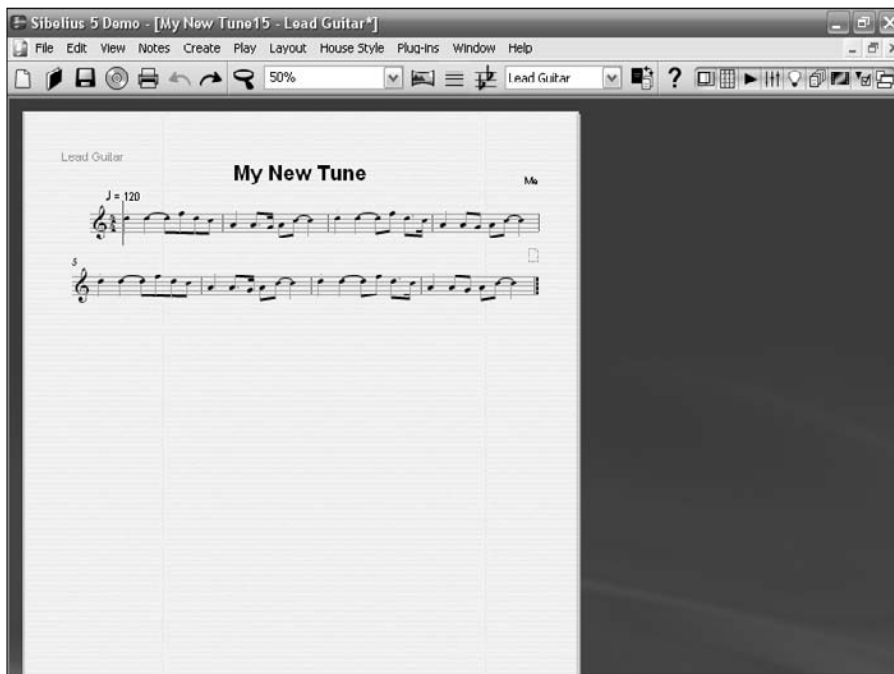 Sibelius 5 Demo - [My New Tune15 - Lead Guitar*]
File Edit View Notes Create Play Layout House Style Plug-ins Window Help
50% Lead Guitar ?
Lead Guitar
My New Tune
Me
♩ = 120
5